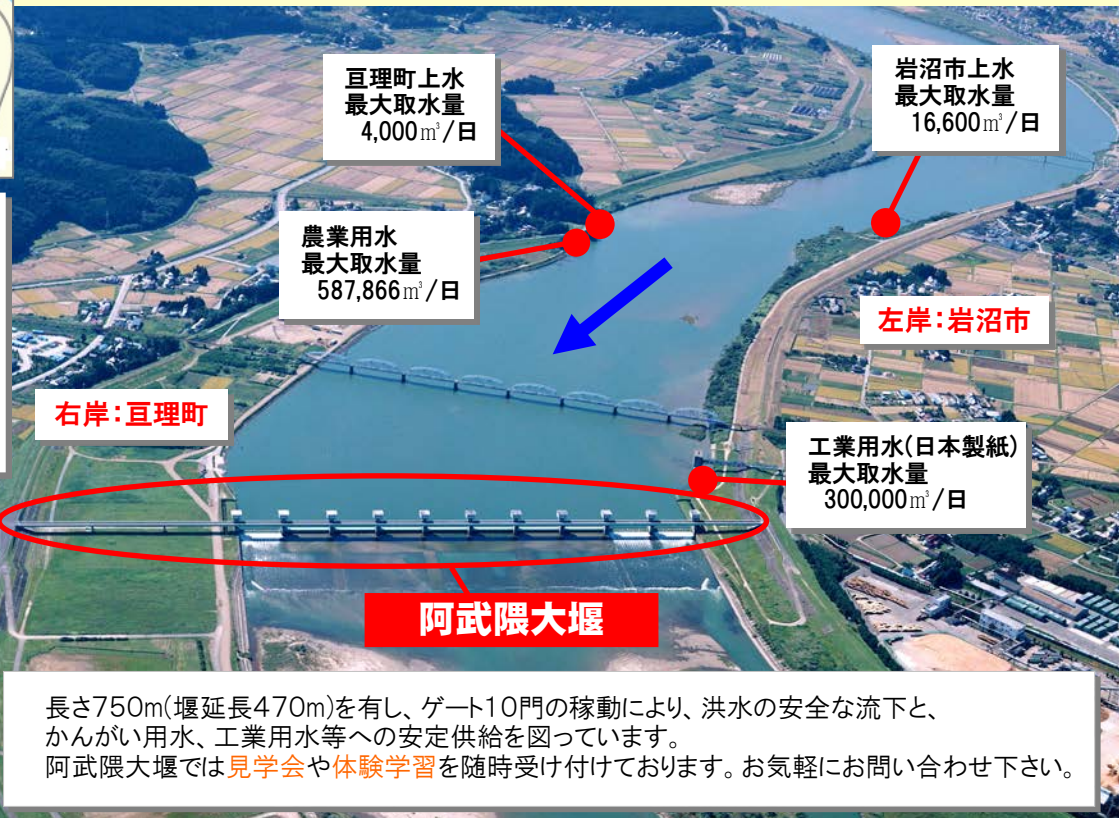 亘理町上水
最大取水量
4,000㎥/日
岩沼市上水
最大取水量
16,600㎥/日
農業用水
最大取水量
587,866㎥/日
左岸：岩沼市
右岸：亘理町
工業用水(日本製紙)
最大取水量
300,000㎥/日
阿武隈大堰
長さ750m(堰延長470m)を有し、ゲート10門の稼動により、洪水の安全な流下と、
かんがい用水、工業用水等への安定供給を図っています。
阿武隈大堰では見学会や体験学習を随時受け付けております。お気軽にお問い合わせ下さい。